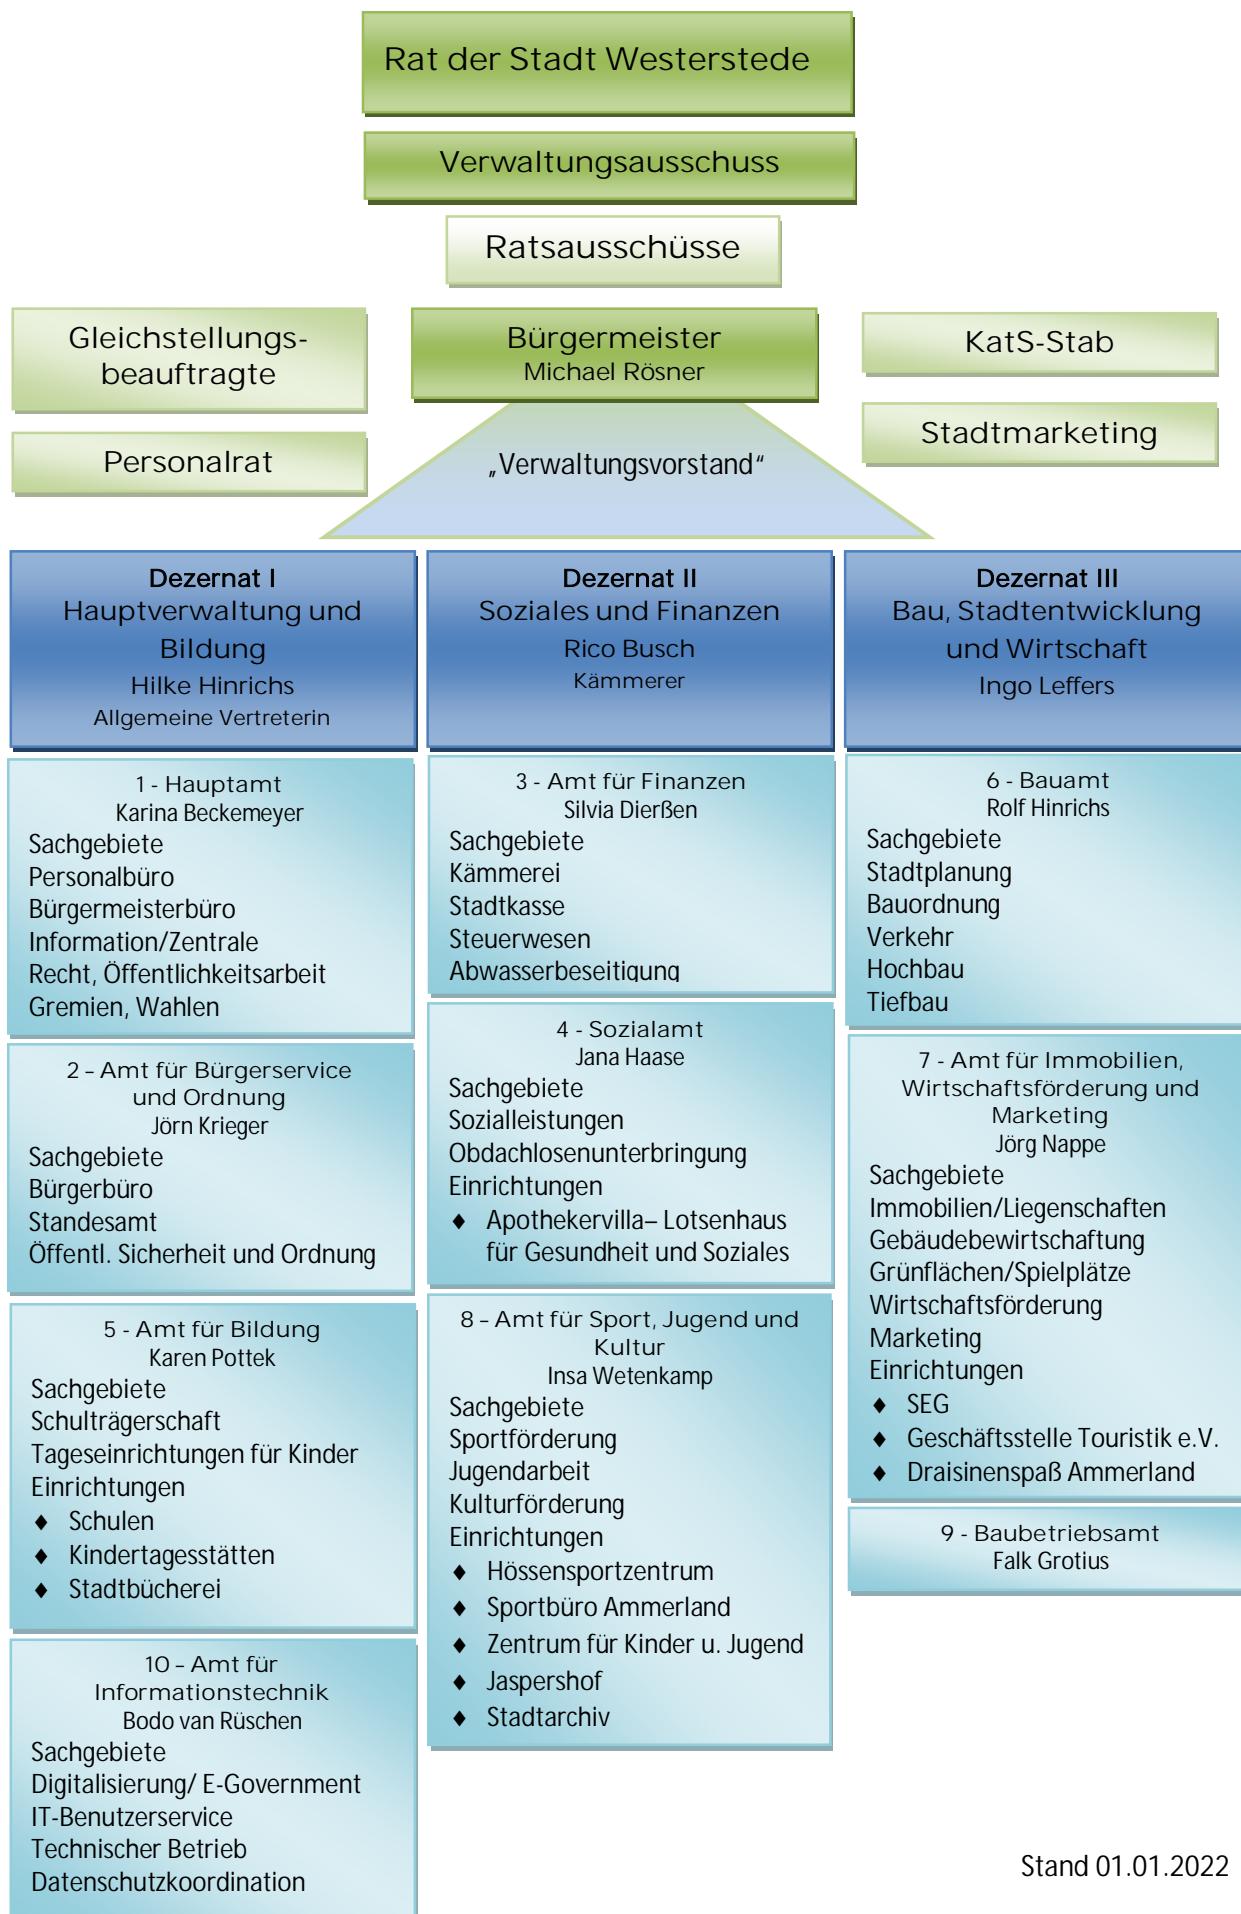 Rat der Stadt Westerstede
Verwaltungsausschuss
Ratsausschüsse
Gleichstellungs-
beauftragte
Personalrat
Bürgermeister
Michael Rösner
KatS-Stab
Stadtmarketing
„Verwaltungsvorstand“
Dezernat I
Hauptverwaltung und
Bildung
Hilke Hinrichs
Allgemeine Vertreterin
1 - Hauptamt
Karina Beckemeyer
Sachgebiete
Personalbüro
Bürgermeisterbüro
Information/Zentrale
Recht, Öffentlichkeitsarbeit
Gremien, Wahlen
2 – Amt für Bürgerservice
und Ordnung
Jörn Krieger
Sachgebiete
Bürgerbüro
Standesamt
Öffentl. Sicherheit und Ordnung
5 - Amt für Bildung
Karen Pottek
Sachgebiete
Schulträgerschaft
Tageseinrichtungen für Kinder
Einrichtungen
♦ Schulen
♦ Kindertagesstätten
♦ Stadtbücherei
10 – Amt für
Informationstechnik
Bodo van Rüschen
Sachgebiete
Digitalisierung/ E-Government
IT-Benutzerservice
Technischer Betrieb
Datenschutzkoordination
Dezernat II
Soziales und Finanzen
Rico Busch
Kämmerer
3 - Amt für Finanzen
Silvia Dierßen
Sachgebiete
Kämmerei
Stadtkasse
Steuerwesen
Abwasserbeseitigung
4 - Sozialamt
Jana Haase
Sachgebiete
Sozialleistungen
Obdachlosenunterbringung
Einrichtungen
♦ Apothekervilla– Lotsenhaus
für Gesundheit und Soziales
8 – Amt für Sport, Jugend und
Kultur
Insa Wetenkamp
Sachgebiete
Sportförderung
Jugendarbeit
Kulturförderung
Einrichtungen
♦ Hössensportzentrum
♦ Sportbüro Ammerland
♦ Zentrum für Kinder u. Jugend
♦ Jaspershof
♦ Stadtarchiv
Dezernat III
Bau, Stadtentwicklung
und Wirtschaft
Ingo Leffers
6 - Bauamt
Rolf Hinrichs
Sachgebiete
Stadtplanung
Bauordnung
Verkehr
Hochbau
Tiefbau
7 - Amt für Immobilien,
Wirtschaftsförderung und
Marketing
Jörg Nappe
Sachgebiete
Immobilien/Liegenschaften
Gebäudebewirtschaftung
Grünflächen/Spielplätze
Wirtschaftsförderung
Marketing
Einrichtungen
♦ SEG
♦ Geschäftsstelle Touristik e.V.
♦ Draisinenspaß Ammerland
9 - Baubetriebsamt
Falk Grotius
Stand 01.01.2022